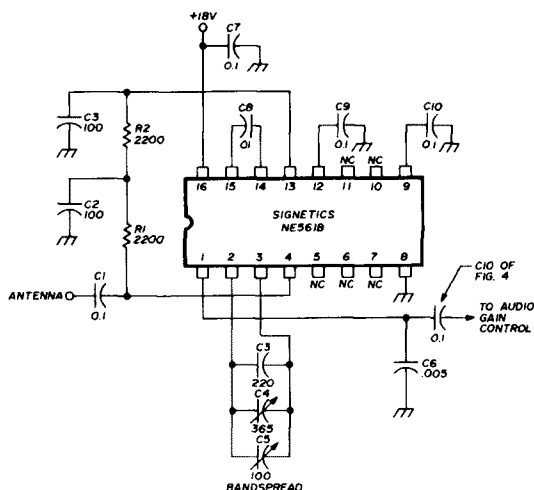 +18V
C7
0.1
C3
100
R2
2200
C8
.01
C9
0.1
C10
0.1
NC
NC
16
15
14
13
12
11
10
9
C2
100
R1
2200
SIGNETICS
NE561B
1
2
3
4
5
6
7
8
NC
NC
NC
C10 OF
FIG. 4
ANTENNA
C1
0.1
0.1
TO AUDIO
GAIN
CONTROL
C3
220
C4
365
C5
100
BANDSPREAD
C6
.005